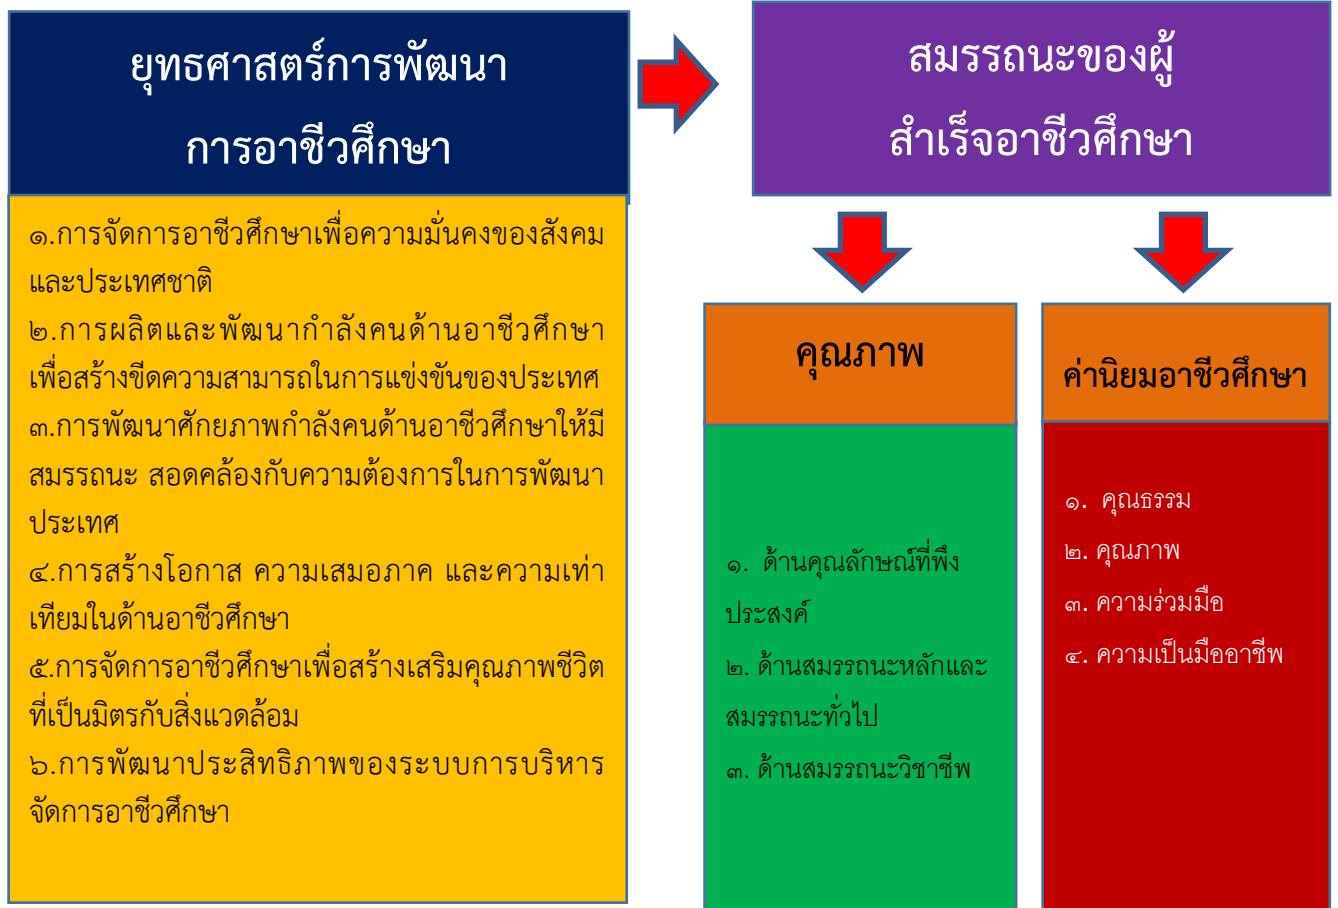 ยุทธศาสตร์การพัฒนา
การอาชีวศึกษา
๑.การจัดการอาชีวศึกษาเพื่อความมั่นคงของสังคม
และประเทศชาติ
๒.การผลิตและพัฒนากำลังคนด้านอาชีวศึกษา
เพื่อสร้างขีดความสามารถในการแข่งขันของประเทศ
๓.การพัฒนาศักยภาพกำลังคนด้านอาชีวศึกษาให้มี
สมรรถนะ สอดคล้องกับความต้องการในการพัฒนา
ประเทศ
๔.การสร้างโอกาส ความเสมอภาค และความเท่า
เทียมในด้านอาชีวศึกษา
๕.การจัดการอาชีวศึกษาเพื่อสร้างเสริมคุณภาพชีวิต
ที่เป็นมิตรกับสิ่งแวดล้อม
๖.การพัฒนาประสิทธิภาพของระบบการบริหาร
จัดการอาชีวศึกษา
สมรรถนะของผู้
สำเร็จอาชีวศึกษา
คุณภาพ
๑. ด้านคุณลักษณ์ที่พึง
ประสงค์
๒. ด้านสมรรถนะหลักและ
สมรรถนะทั่วไป
๓. ด้านสมรรถนะวิชาชีพ
ค่านิยมอาชีวศึกษา
๑. คุณธรรม
๒. คุณภาพ
๓. ความร่วมมือ
๔. ความเป็นมืออาชีพ